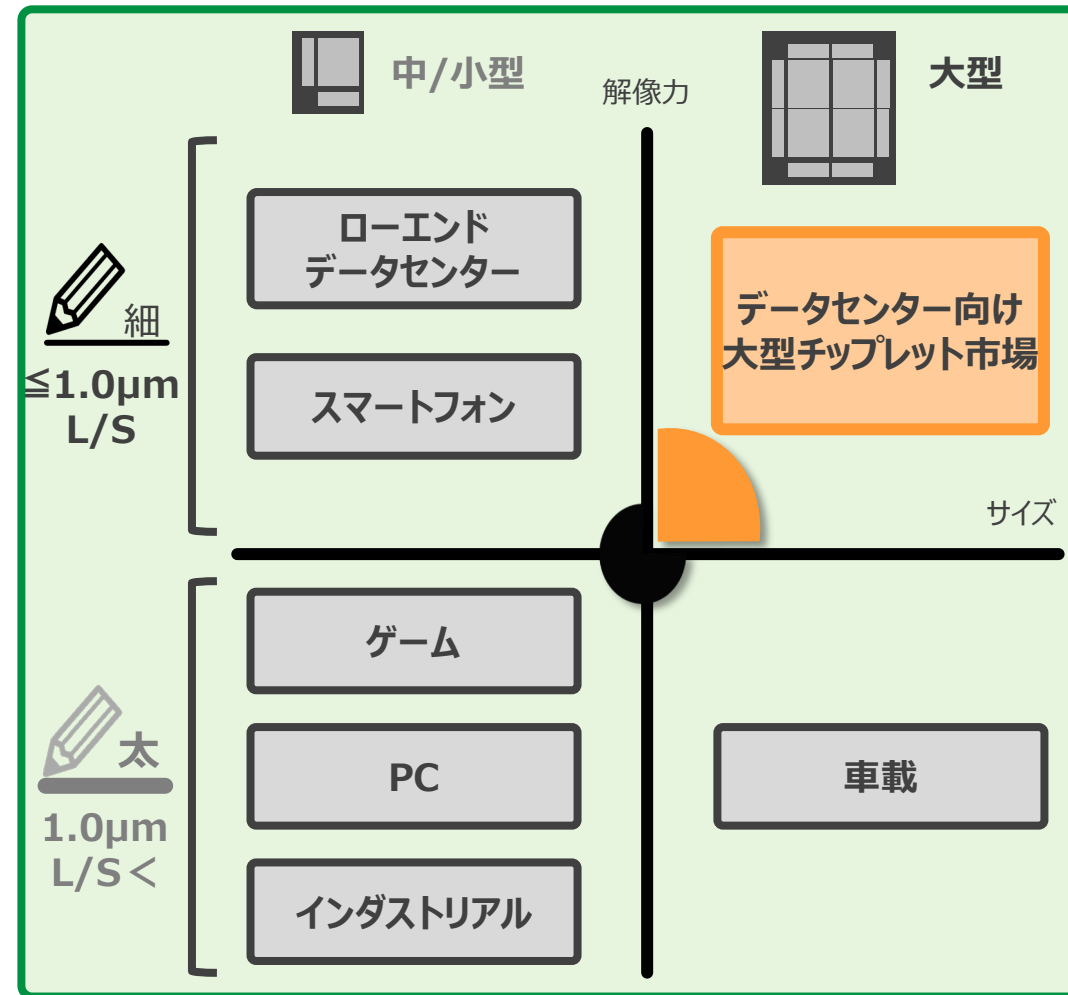 中/小型
解像力
大型
ローエンド
データセンター
データセンター向け
大型チップレット市場
細
≦1.0μm
L/S
スマートフォン
サイズ
ゲーム
太
1.0μm
L/S＜
PC
車載
インダストリアル